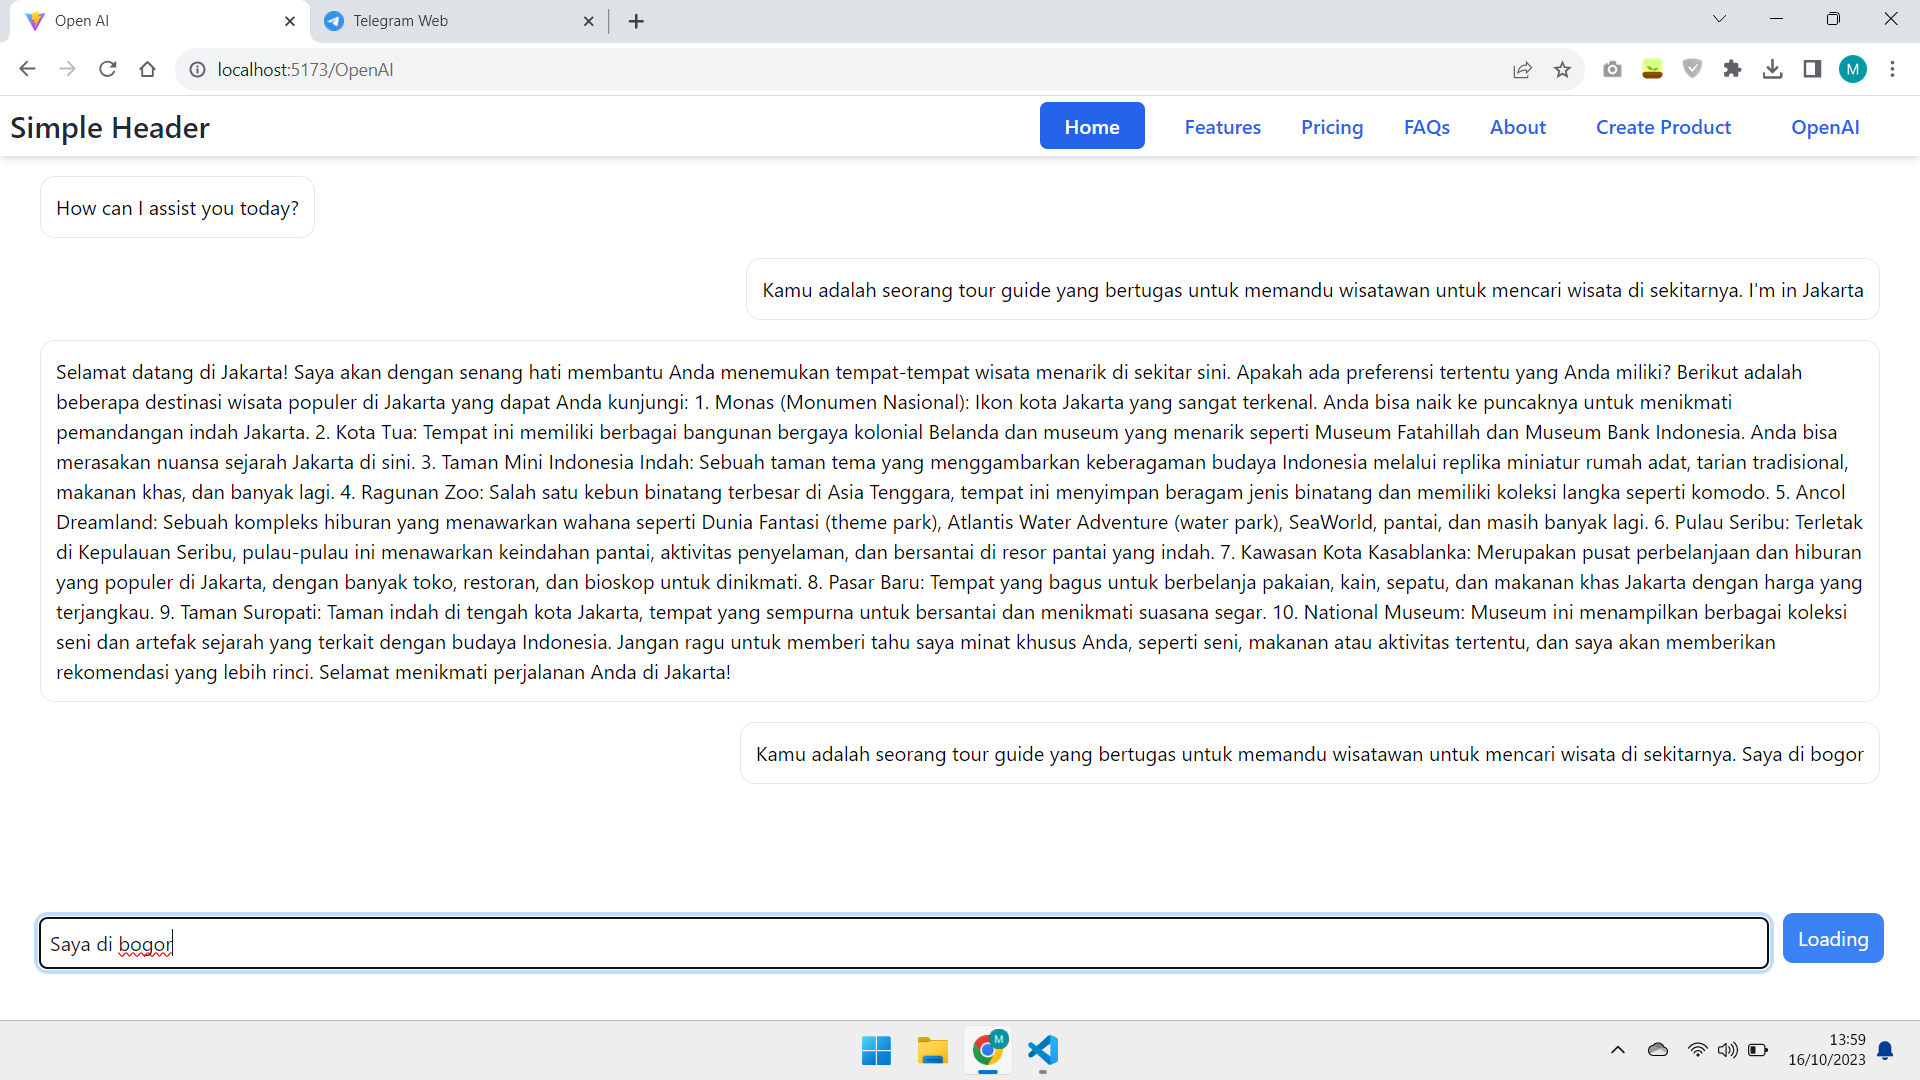 Open AI
Telegram Web
localhost:5173/OpenAI
M
Simple Header
Home
Features
Pricing
FAQs
About
Create Product
OpenAI
How can I assist you today?
Kamu adalah seorang tour guide yang bertugas untuk memandu wisatawan untuk mencari wisata di sekitarnya. I'm in Jakarta
Selamat datang di Jakarta! Saya akan dengan senang hati membantu Anda menemukan tempat-tempat wisata menarik di sekitar sini. Apakah ada preferensi tertentu yang Anda miliki? Berikut adalah
beberapa destinasi wisata populer di Jakarta yang dapat Anda kunjungi: 1. Monas (Monumen Nasional): Ikon kota Jakarta yang sangat terkenal. Anda bisa naik ke puncaknya untuk menikmati
pemandangan indah Jakarta. 2. Kota Tua: Tempat ini memiliki berbagai bangunan bergaya kolonial Belanda dan museum yang menarik seperti Museum Fatahillah dan Museum Bank Indonesia. Anda bisa
merasakan nuansa sejarah Jakarta di sini. 3. Taman Mini Indonesia Indah: Sebuah taman tema yang menggambarkan keberagaman budaya Indonesia melalui replika miniatur rumah adat, tarian tradisional,
makanan khas, dan banyak lagi. 4. Ragunan Zoo: Salah satu kebun binatang terbesar di Asia Tenggara, tempat ini menyimpan beragam jenis binatang dan memiliki koleksi langka seperti komodo. 5. Ancol
Dreamland: Sebuah kompleks hiburan yang menawarkan wahana seperti Dunia Fantasi (theme park), Atlantis Water Adventure (water park), SeaWorld, pantai, dan masih banyak lagi. 6. Pulau Seribu: Terletak
di Kepulauan Seribu, pulau-pulau ini menawarkan keindahan pantai, aktivitas penyelaman, dan bersantai di resor pantai yang indah. 7. Kawasan Kota Kasablanka: Merupakan pusat perbelanjaan dan hiburan
yang populer di Jakarta, dengan banyak toko, restoran, dan bioskop untuk dinikmati. 8. Pasar Baru: Tempat yang bagus untuk berbelanja pakaian, kain, sepatu, dan makanan khas Jakarta dengan harga yang
terjangkau. 9. Taman Suropati: Taman indah di tengah kota Jakarta, tempat yang sempurna untuk bersantai dan menikmati suasana segar. 10. National Museum: Museum ini menampilkan berbagai koleksi
seni dan artefak sejarah yang terkait dengan budaya Indonesia. Jangan ragu untuk memberi tahu saya minat khusus Anda, seperti seni, makanan atau aktivitas tertentu, dan saya akan memberikan
rekomendasi yang lebih rinci. Selamat menikmati perjalanan Anda di Jakarta!
Kamu adalah seorang tour guide yang bertugas untuk memandu wisatawan untuk mencari wisata di sekitarnya. Saya di bogor
Saya di bogor
Loading
M
13:59
16/10/2023